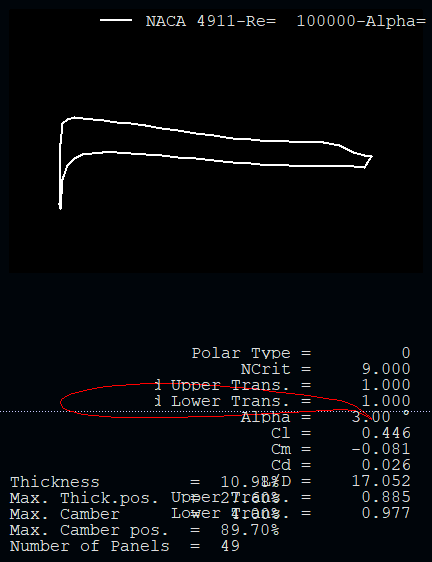 NACA 4911-Re= 100000-Alpha=
Polar Type = 0
NCrit = 9.000
Upper Trans. = 1.000
Lower Trans. = 1.000
Alpha = 3.00 °
Cl = 0.446
Cm = -0.081
Cd = 0.026
L/D = 17.052
Upper Trans. = 0.885
Lower Trans. = 0.977
Thickness = 10.98%
Max. Thick.pos. = 27.60%
Max. Camber =
Max. Camber pos. = 89.70%
Number of Panels = 49